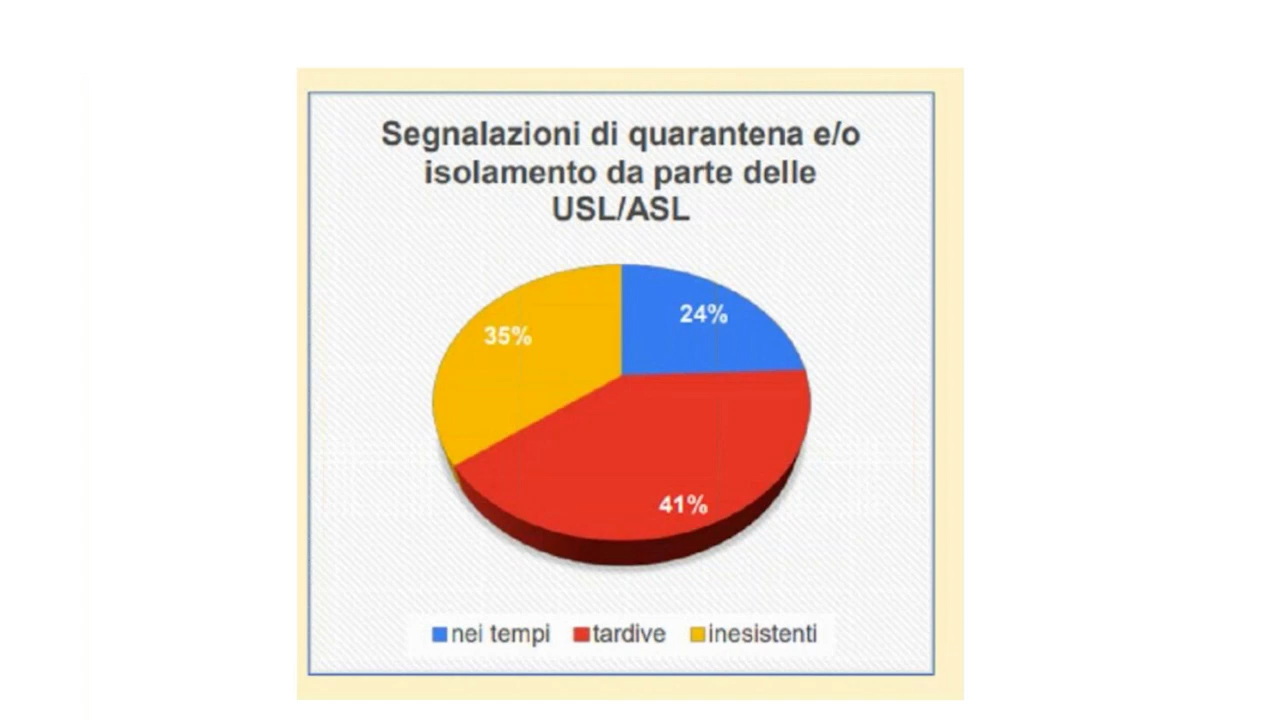 Segnalazioni di quarantena e/o
isolamento da parte delle
USL/ASL
24%
35%
41%
nei tempi tardive inesistenti